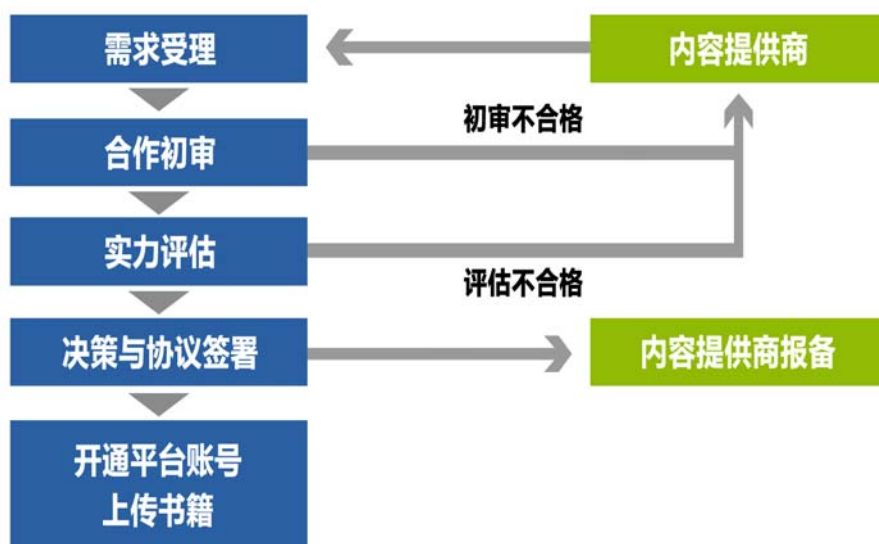 需求受理
内容提供商
初审不合格
合作初审
实力评估
评估不合格
决策与协议签署
内容提供商报备
开通平台账号
上传书籍